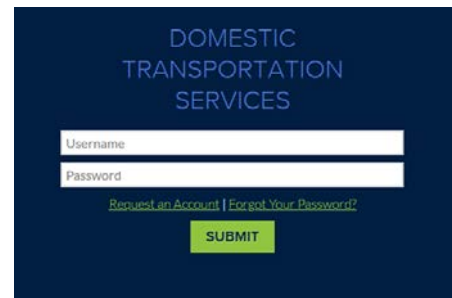 DOMESTIC
TRANSPORTATION
SERVICES
Username
Password
Request an Account | Forgot Your Password?
SUBMIT